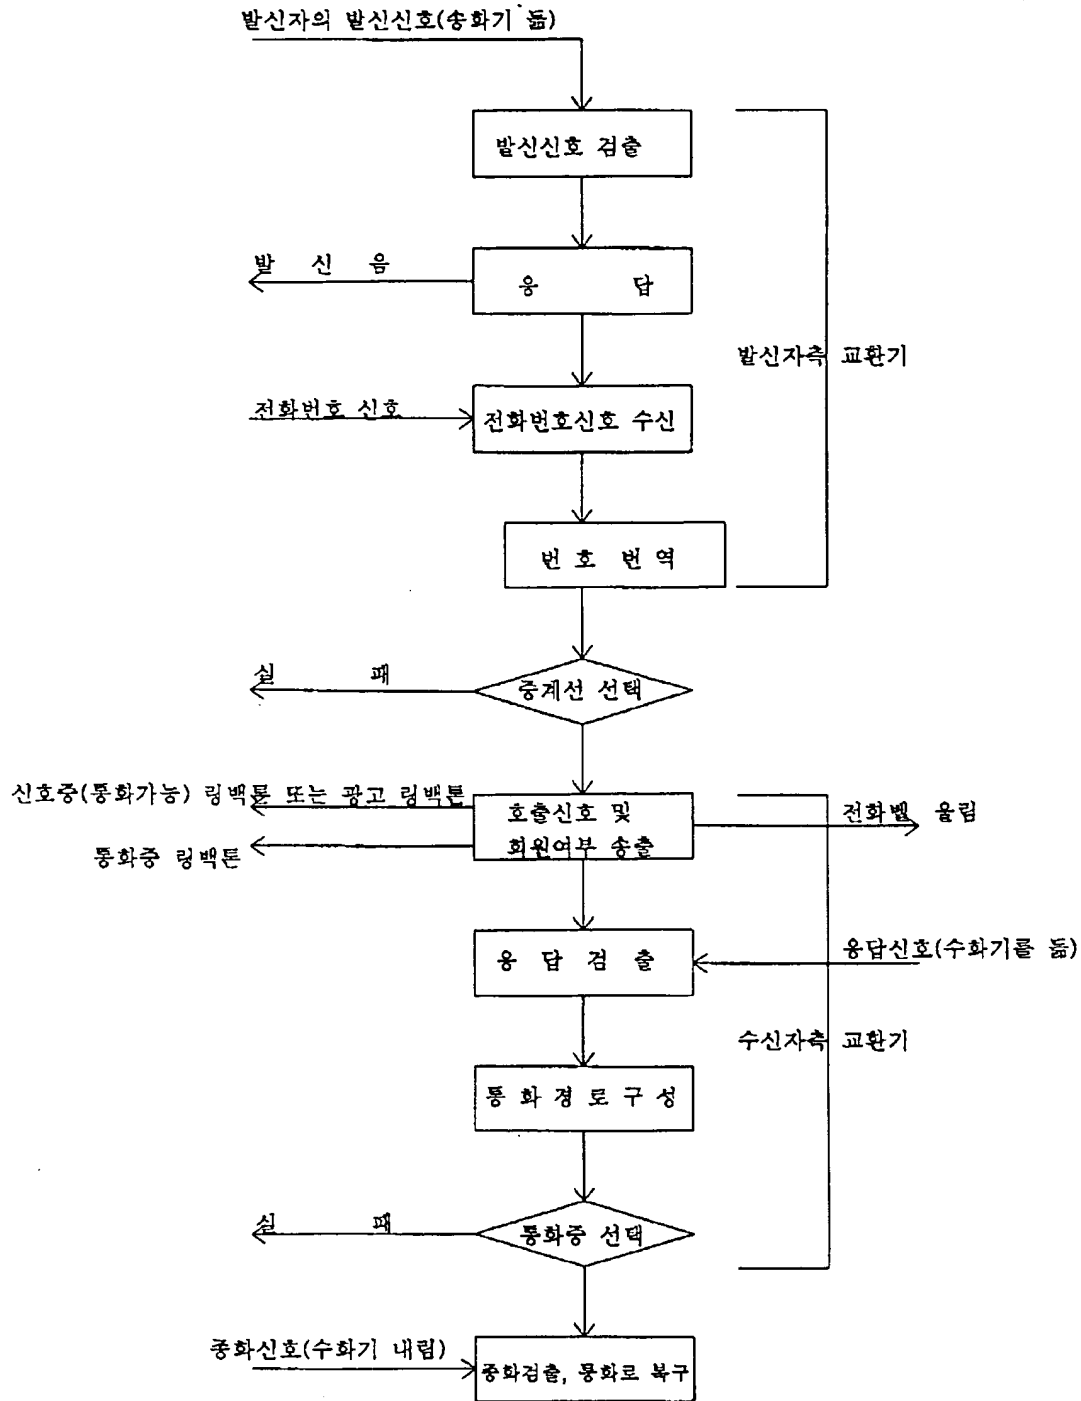 발신자의 발신신호(송화기 듦)
발신신호 검출
발 신 음
응 답
발신자측 교환기
전화번호 신호
전화번호신호 수신
번 호 번 역
실 패
중계선 선택
신호중(통화가능) 링백톤 또는 광고 링백톤
호출신호 및
회원여부 송출
전화벨 울림
통화중 링백톤
응 답 검 출
응답신호(수화기를 듦)
수신자측 교환기
통 화 경 로 구 성
실 패
통화중 선택
종화신호(수화기 내림)
종화검출, 통화로 복구